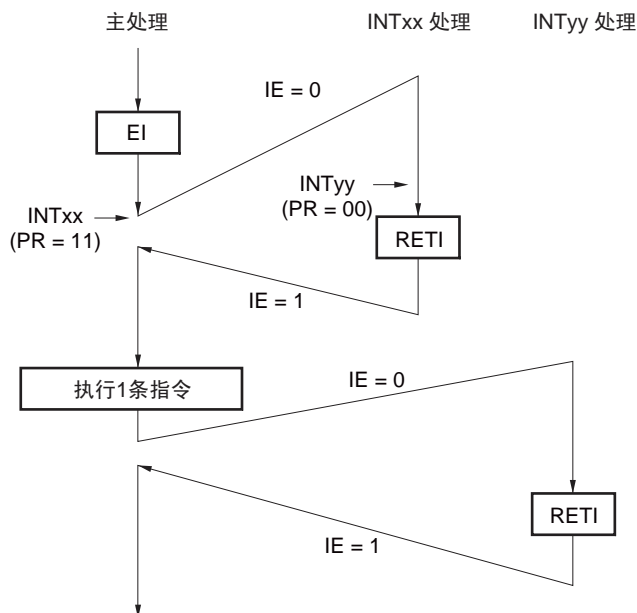 主处理
INTxx 处理
INTyy 处理
IE = 0
EI
INTyy
(PR = 00)
INTxx
(PR = 11)
RETI
IE = 1
执行1条指令
IE = 0
RETI
IE = 1